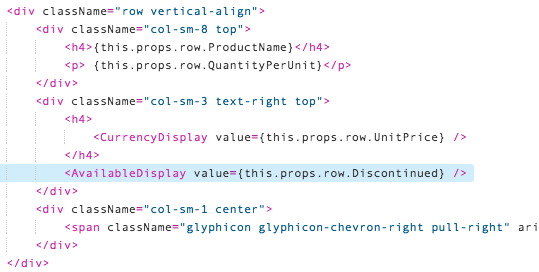 <div className="row vertical-align">
<div className="col-sm-8 top">
<h4>{this.props.row.ProductName}</h4>
<p> {this.props.row.QuantityPerUnit}</p>
</div>
<div className="col-sm-3 text-right top">
<h4>
<CurrencyDisplay value={this.props.row.UnitPrice} />
</h4>
<AvailableDisplay value={this.props.row.Discontinued} />
</div>
<div className="col-sm-1 center">
<span className="glyphicon glyphicon-chevron-right pull-right" ari
</div>
</div>